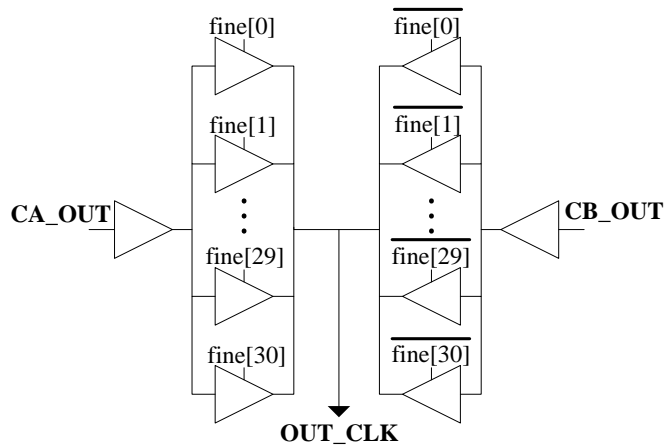 fine[0]
fine[0]
fine[1]
fine[1]
CA_OUT
CB_OUT
fine[29]
fine[29]
fine[30]
fine[30]
OUT_CLK